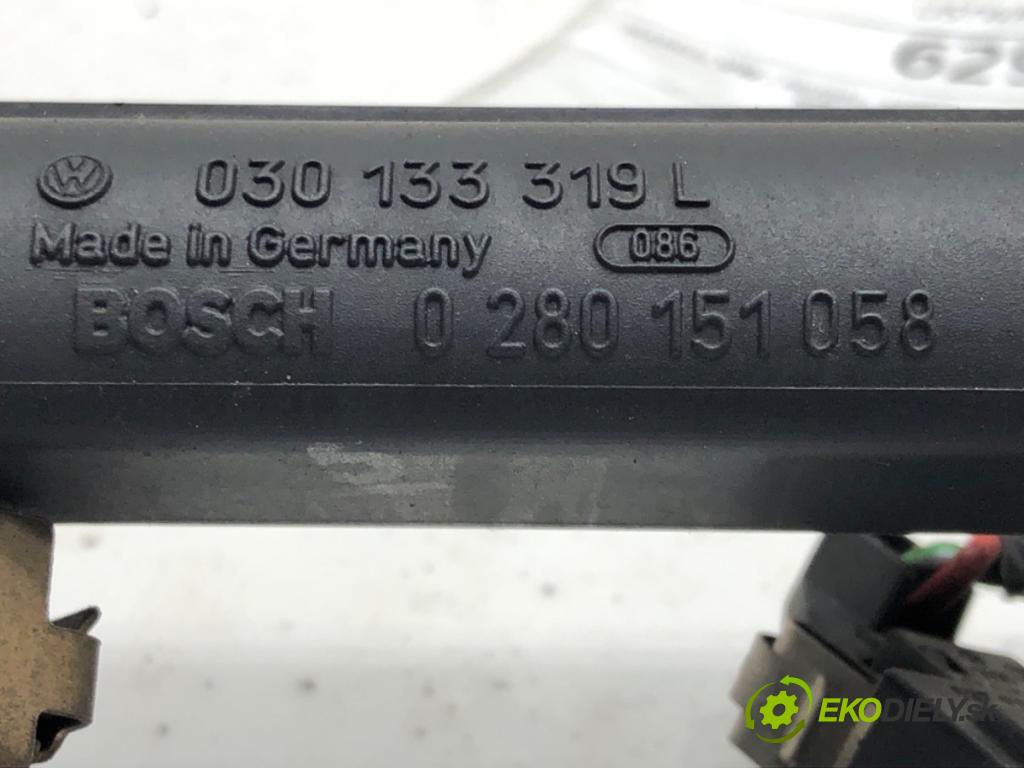 030 133 319 L
Made in Germany 086
BOSCH 0 280 151 058
EKODIELY.sk